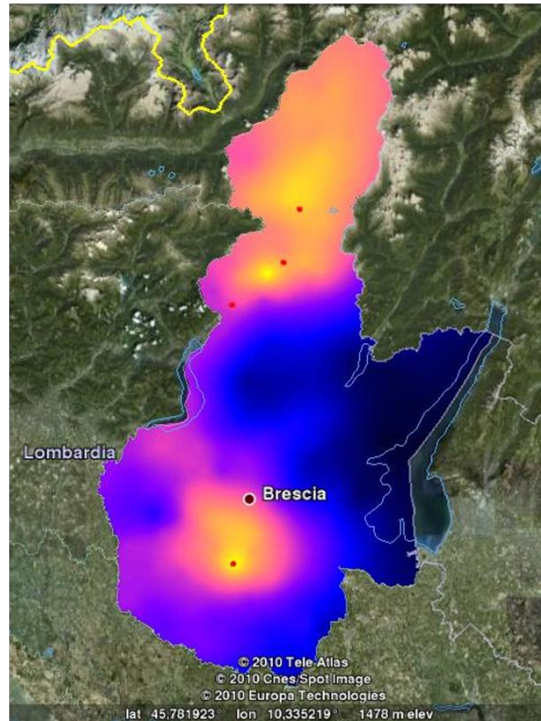 Lombardia
Brescia
© 2010 Tele Atlas
© 2010 Cnes/Spot Image
© 2010 Europa Technologies
lat 45,781923° lon 10,335219° 1478 m elev